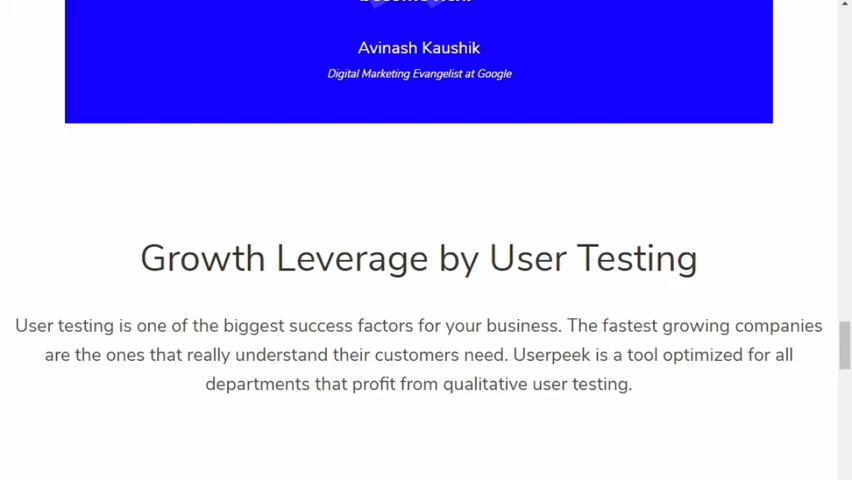 Avinash Kaushik
Digital Marketing Evangelist at Google
Growth Leverage by User Testing
User testing is one of the biggest success factors for your business. The fastest growing companies
are the ones that really understand their customers need. Userpeek is a tool optimized for all
departments that profit from qualitative user testing.